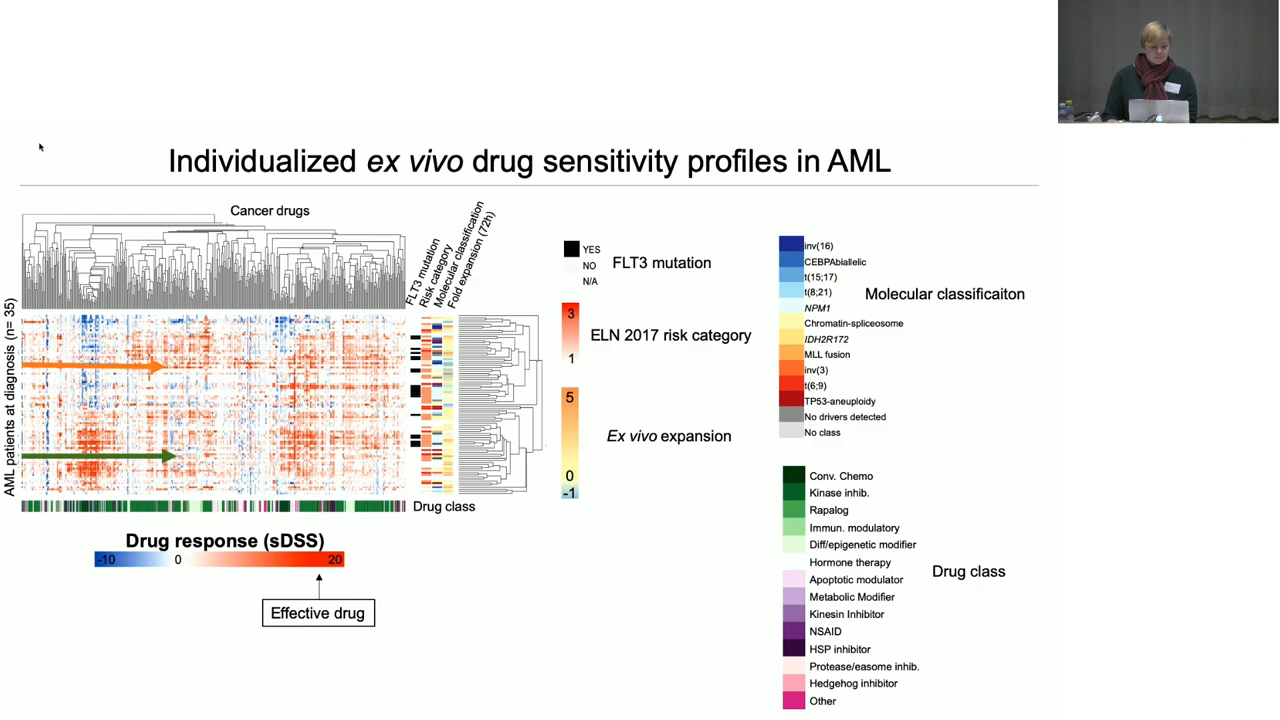 Individualized ex vivo drug sensitivity profiles in AML
Cancer drugs
FLT3 mutation
Risk category
Molecular classification
Fold expansion (72h)
AML patients at diagnosis (n= 35)
Drug class
Drug response (sDSS)
-10
0
20
Effective drug
YES
NO
N/A
FLT3 mutation
3
1
ELN 2017 risk category
5
0
-1
Ex vivo expansion
inv(16)
CEBPAbiallelic
t(15;17)
t(8;21)
NPM1
Chromatin-spliceosome
IDH2R172
MLL fusion
inv(3)
t(6;9)
TP53-aneuploidy
No drivers detected
No class
Molecular classificaiton
Conv. Chemo
Kinase inhib.
Rapalog
Immun. modulatory
Diff/epigenetic modifier
Hormone therapy
Apoptotic modulator
Metabolic Modifier
Kinesin Inhibitor
NSAID
HSP inhibitor
Protease/easome inhib.
Hedgehog inhibitor
Other
Drug class